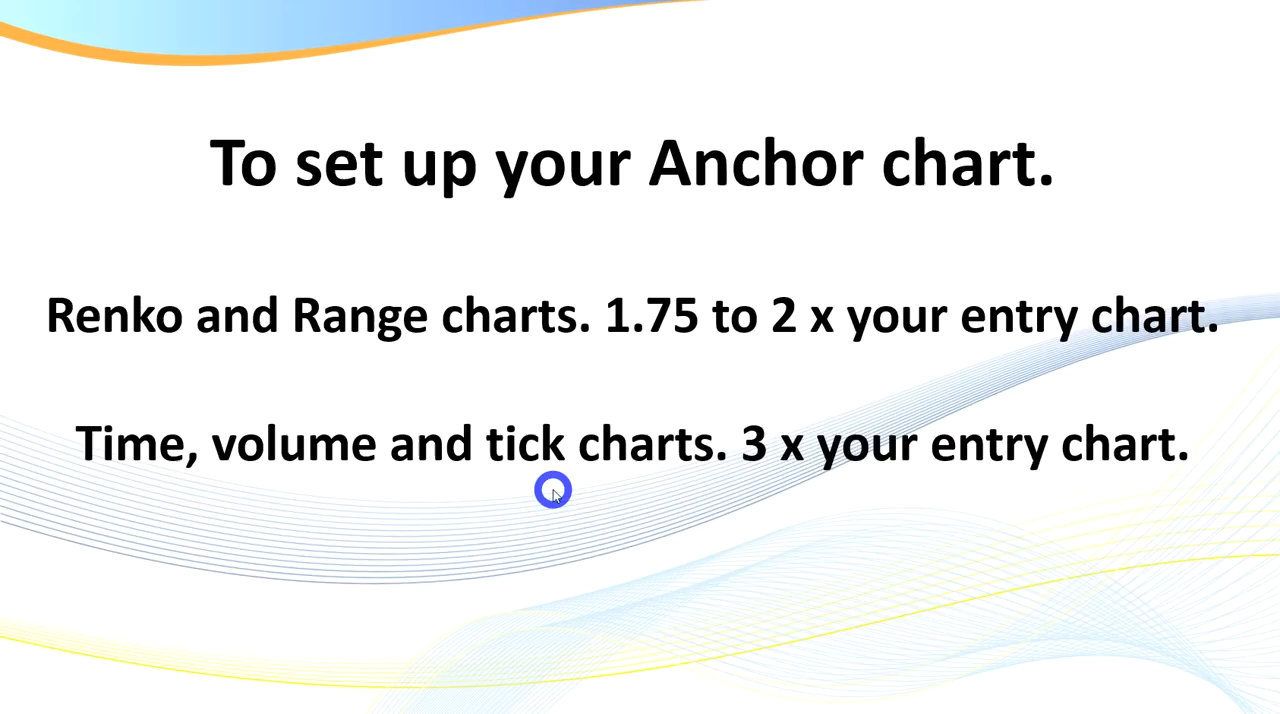 To set up your Anchor chart.
Renko and Range charts. 1.75 to 2 x your entry chart.
Time, volume and tick charts. 3 x your entry chart.